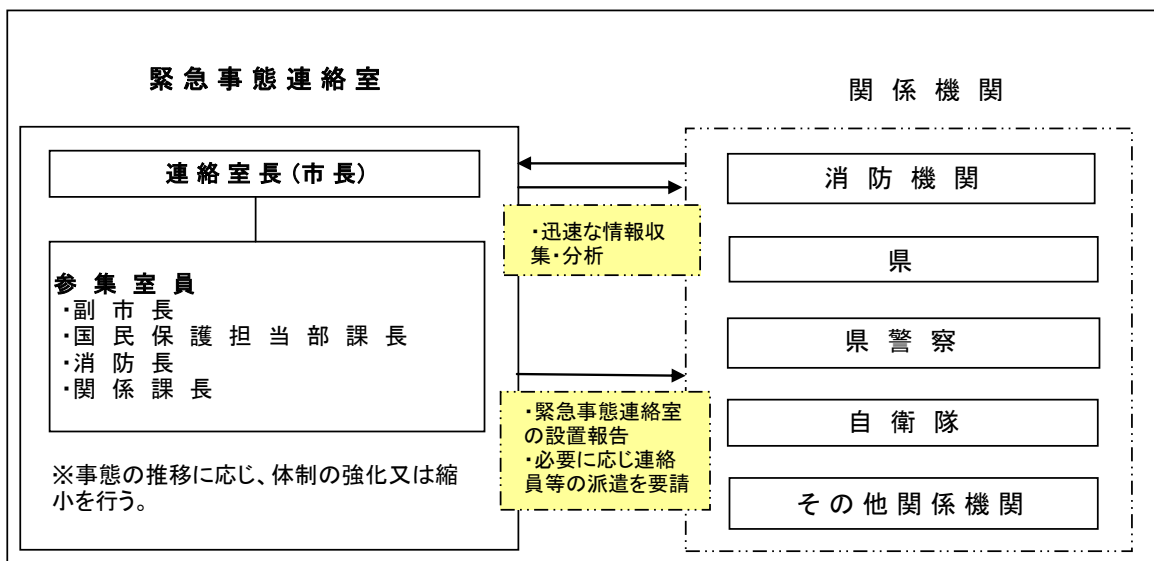 緊急事態連絡室
関係機関
連絡室長(市長)
参集室員
・副市長
・国民保護担当部課長
・消防長
・関係課長
※事態の推移に応じ、体制の強化又は縮
小を行う。
・迅速な情報収
集・分析
・緊急事態連絡室
の設置報告
・必要に応じ連絡
員等の派遣を要請
消防機関
県
県警察
自衛隊
その他関係機関